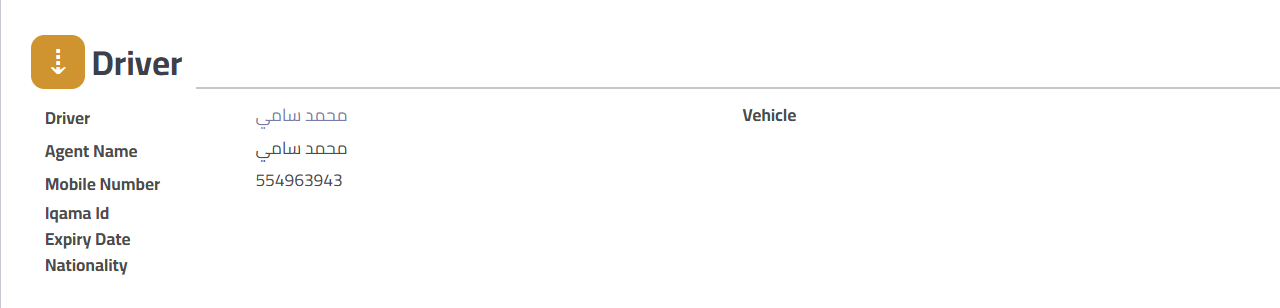 Driver
Driver محمد سامي Vehicle
Agent Name محمد سامي
Mobile Number 554963943
Iqama Id
Expiry Date
Nationality